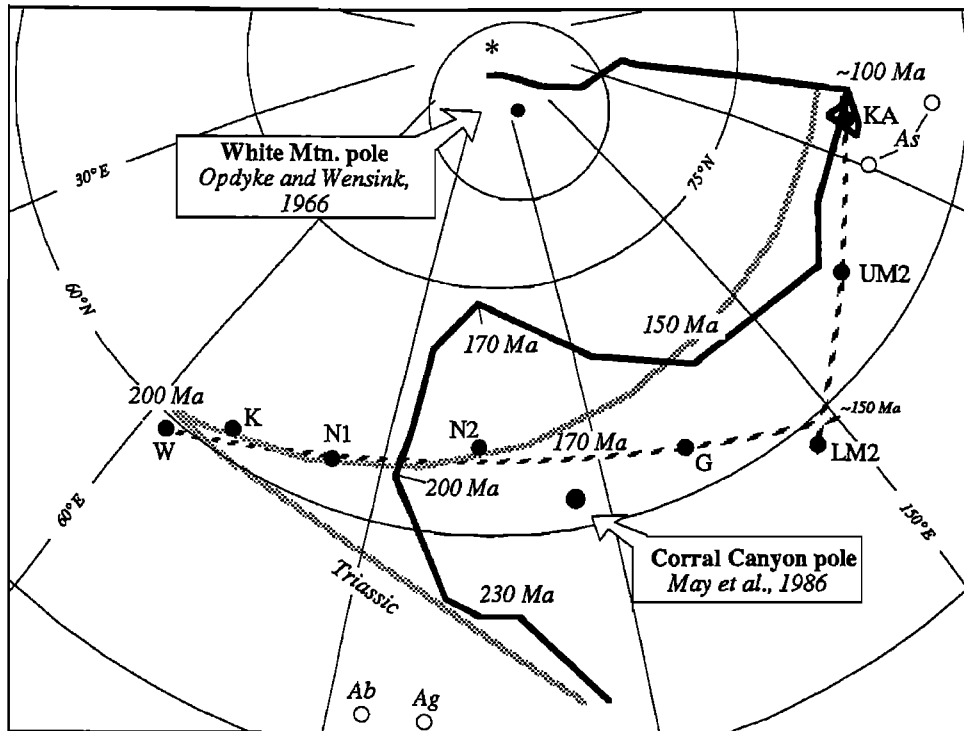 *
~100 Ma
KA
As
White Mtn. pole
Opdyke and Wensink,
1966
30°E
75°N
UM2
60°N
170 Ma
150 Ma
200 Ma
W
K
N1
N2
170 Ma
G
~150 Ma
LM2
200 Ma
60°E
150°E
Corral Canyon pole
May et al., 1986
Triassic
230 Ma
Ab
Ag